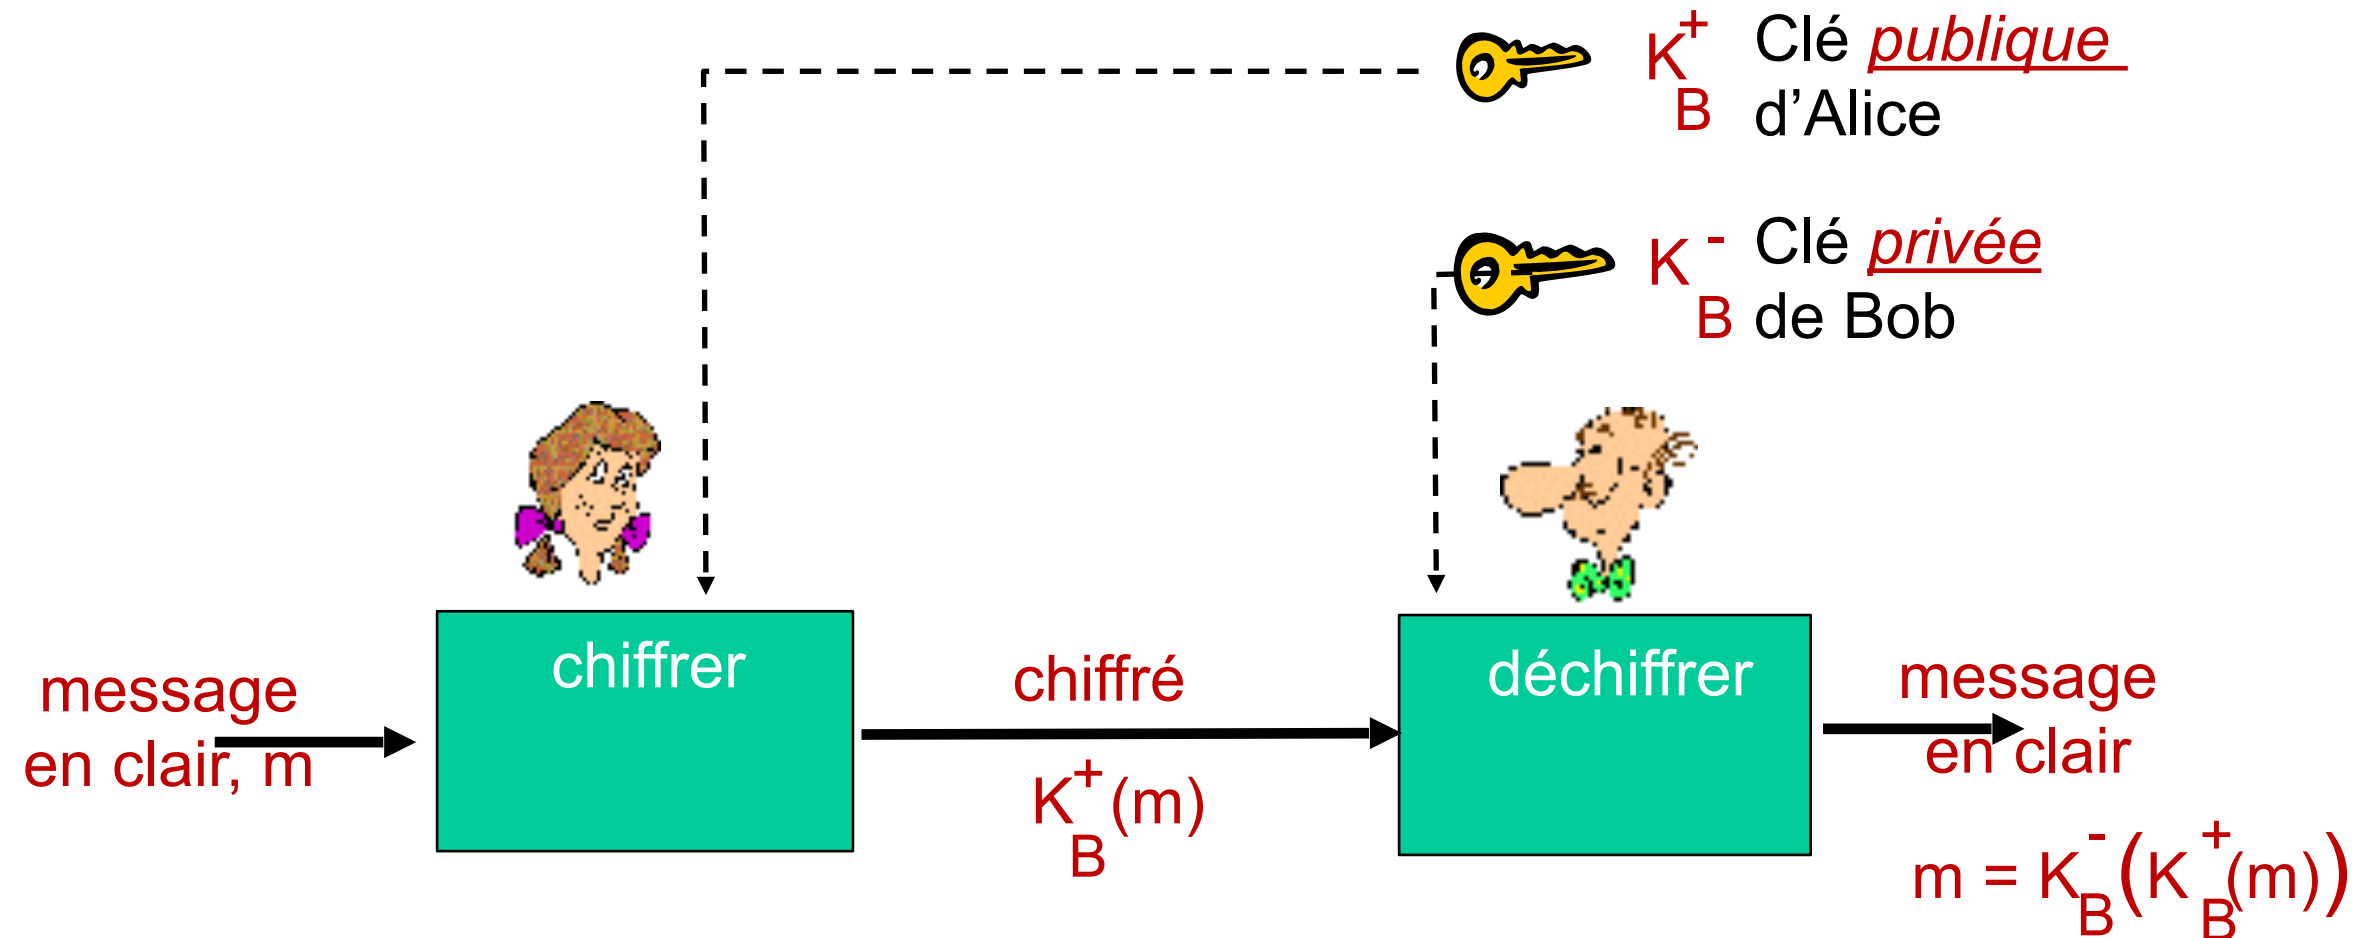 K+B Clé publique
d’Alice
K-B Clé privée
de Bob
message
en clair, m
chiffrer
chiffré
K+B(m)
déchiffrer
message
en clair
m = K-B(K+B(m))